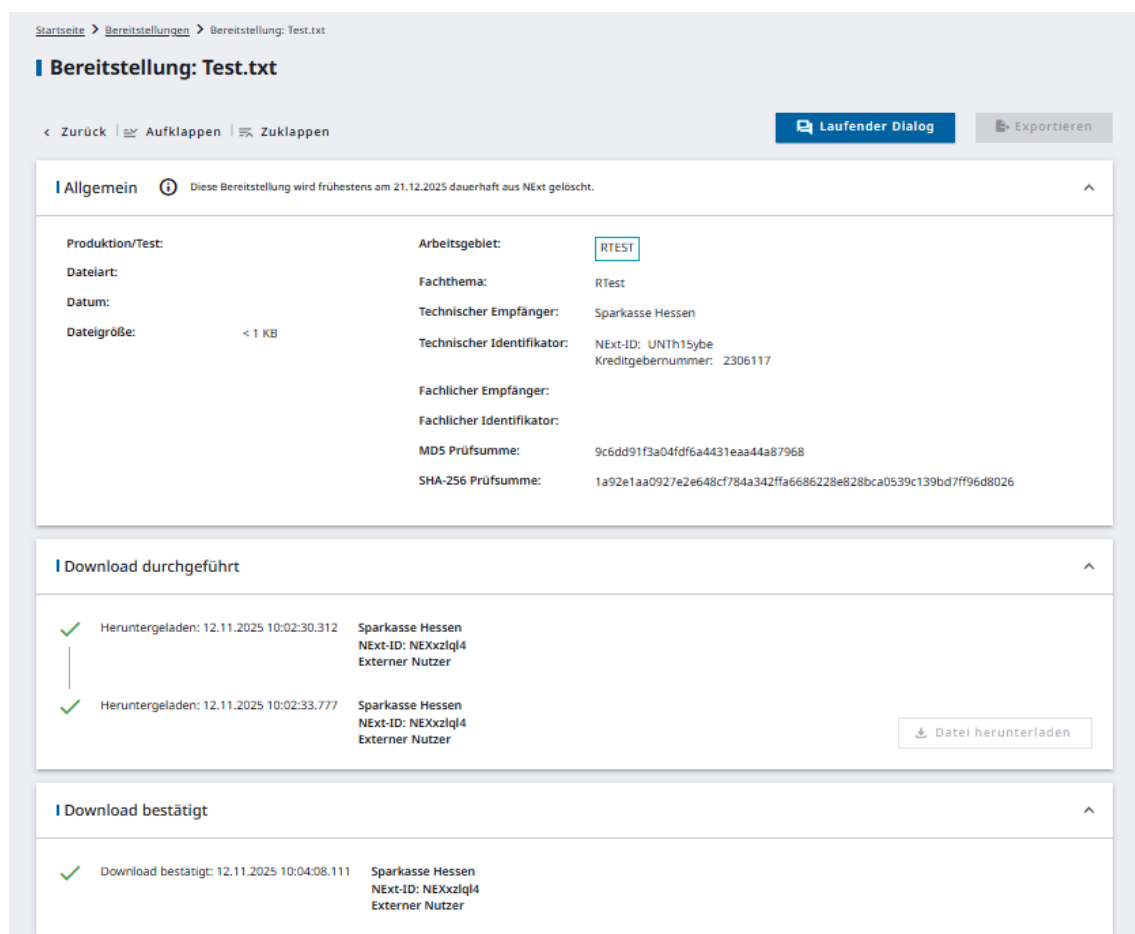 Startseite > Bereitstellungen > Bereitstellung: Test.txt
Bereitstellung: Test.txt
< Zurück | Aufklappen | Zuklappen
Laufender Dialog
Exportieren
Allgemein Diese Bereitstellung wird frühestens am 21.12.2025 dauerhaft aus NExt gelöscht.
Produktion/Test:
Dateiart:
Datum:
Dateigröße: < 1 KB
Arbeitsgebiet: RTEST
Fachthema: RTest
Technischer Empfänger: Sparkasse Hessen
Technischer Identifikator: NExt-ID: UNTh15ybe
Kreditgebernummer: 2306117
Fachlicher Empfänger:
Fachlicher Identifikator:
MD5 Prüfsumme: 9c6dd91f3a04fdf6a4431eaa44a87968
SHA-256 Prüfsumme: 1a92e1aa0927e2e648cf784a342ffa6686228e828bca0539c139bd7ff96d8026
Download durchgeführt
Heruntergeladen: 12.11.2025 10:02:30.312 Sparkasse Hessen
NExt-ID: NEXxzlql4
Externer Nutzer
Heruntergeladen: 12.11.2025 10:02:33.777 Sparkasse Hessen
NExt-ID: NEXxzlql4
Externer Nutzer
Datei herunterladen
Download bestätigt
Download bestätigt: 12.11.2025 10:04:08.111 Sparkasse Hessen
NExt-ID: NEXxzlql4
Externer Nutzer